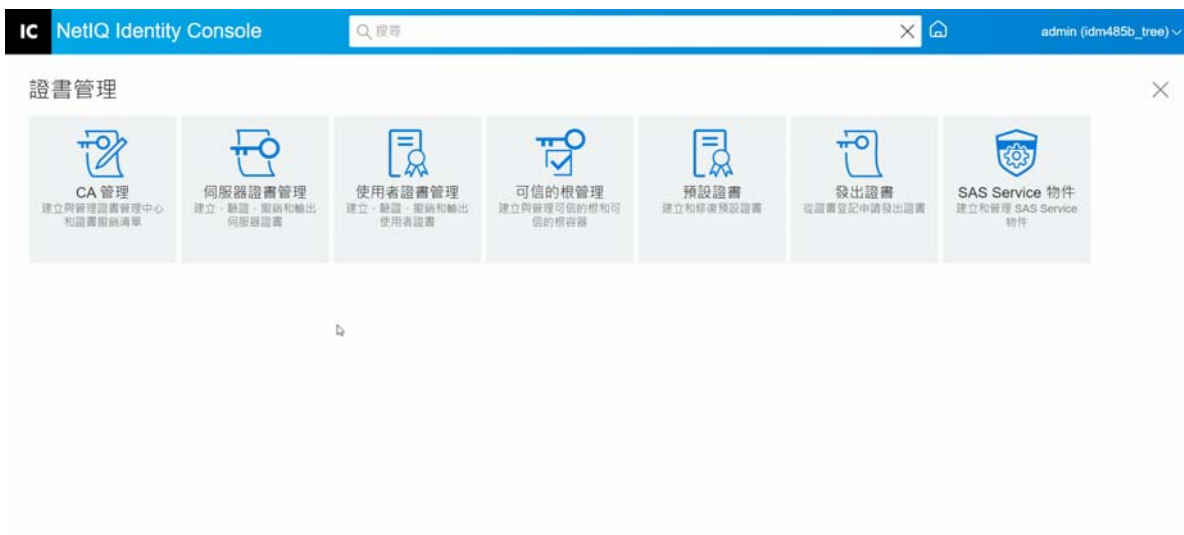 IC NetIQ Identity Console
搜尋
admin (idm485b_tree)
證書管理
CA 管理
建立與管理證書管理中心
和證書撤銷清單
伺服器證書管理
建立、驗證、撤銷和輸出
伺服器證書
使用者證書管理
建立、驗證、撤銷和輸出
使用者證書
可信的根管理
建立與管理可信的根和可
信的根容器
預設證書
建立和修復預設證書
發出證書
從證書登記申請發出證書
SAS Service 物件
建立和管理 SAS Service
物件